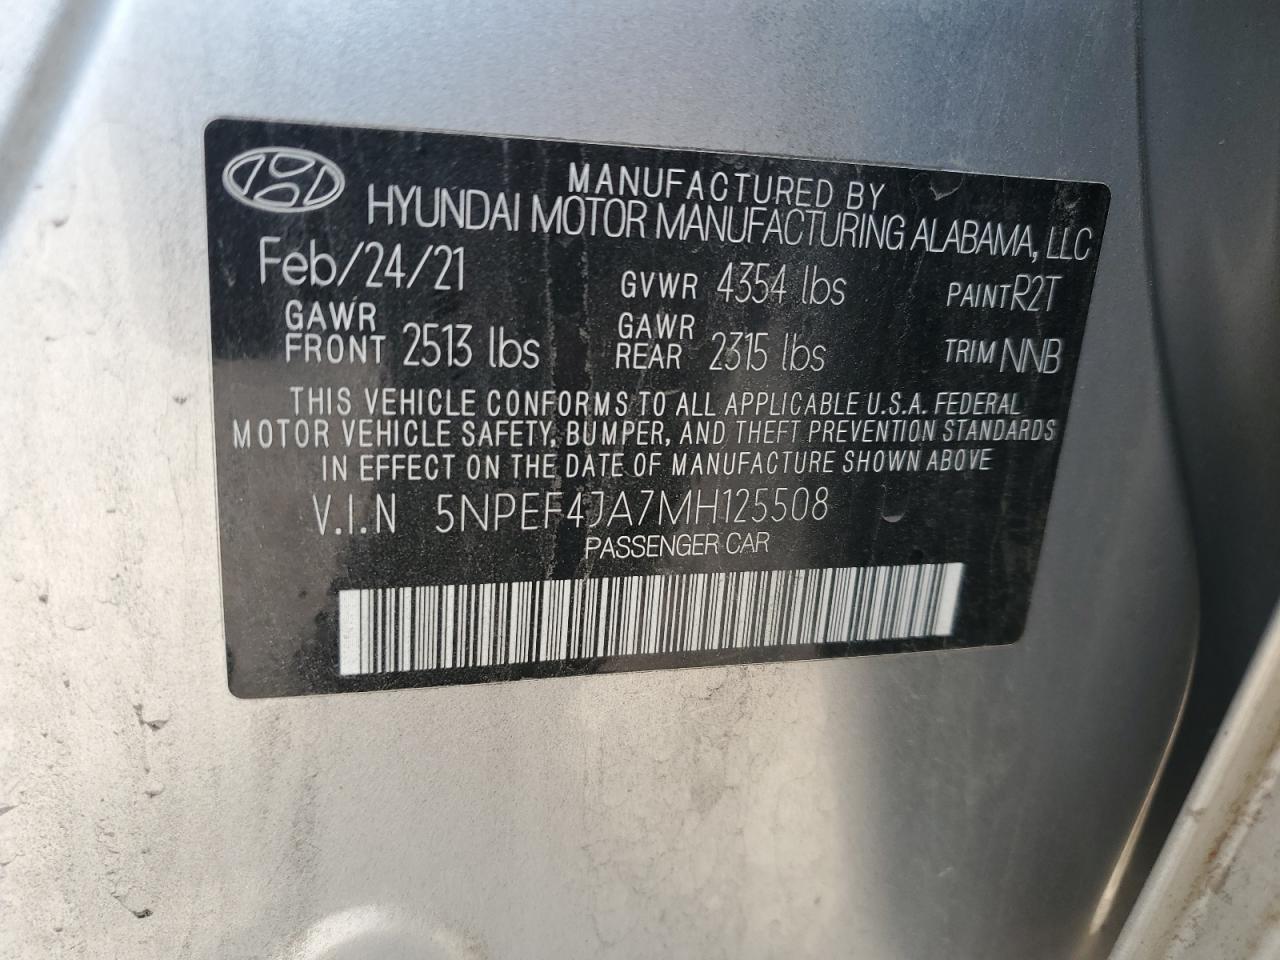 MANUFACTURED BY
HYUNDAI MOTOR MANUFACTURING ALABAMA, LLC
Feb/24/21 GVWR 4354 lbs PAINT R2T
GAWR FRONT 2513 lbs GAWR REAR 2315 lbs TRIM NNB
THIS VEHICLE CONFORMS TO ALL APPLICABLE U.S.A. FEDERAL
MOTOR VEHICLE SAFETY, BUMPER, AND THEFT PREVENTION STANDARDS
IN EFFECT ON THE DATE OF MANUFACTURE SHOWN ABOVE
V.I.N 5NPEF4JA7MH125508
PASSENGER CAR